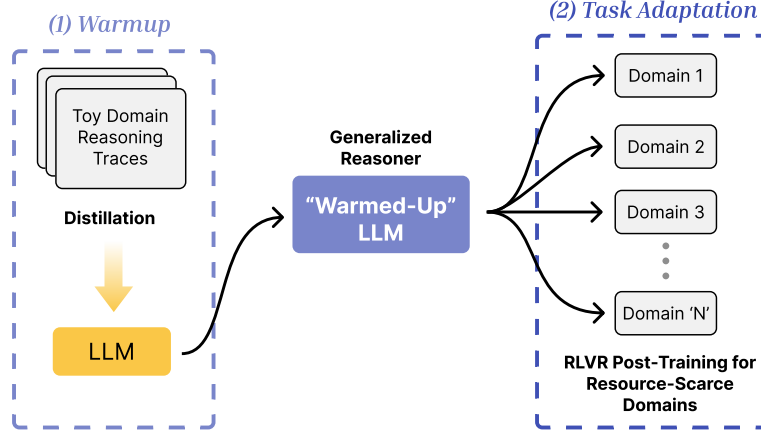 (1) Warmup
Toy Domain
Reasoning
Traces
Distillation
LLM
Generalized
Reasoner
“Warmed-Up”
LLM
(2) Task Adaptation
Domain 1
Domain 2
Domain 3
Domain ‘N’
RLVR Post-Training for
Resource-Scarce
Domains